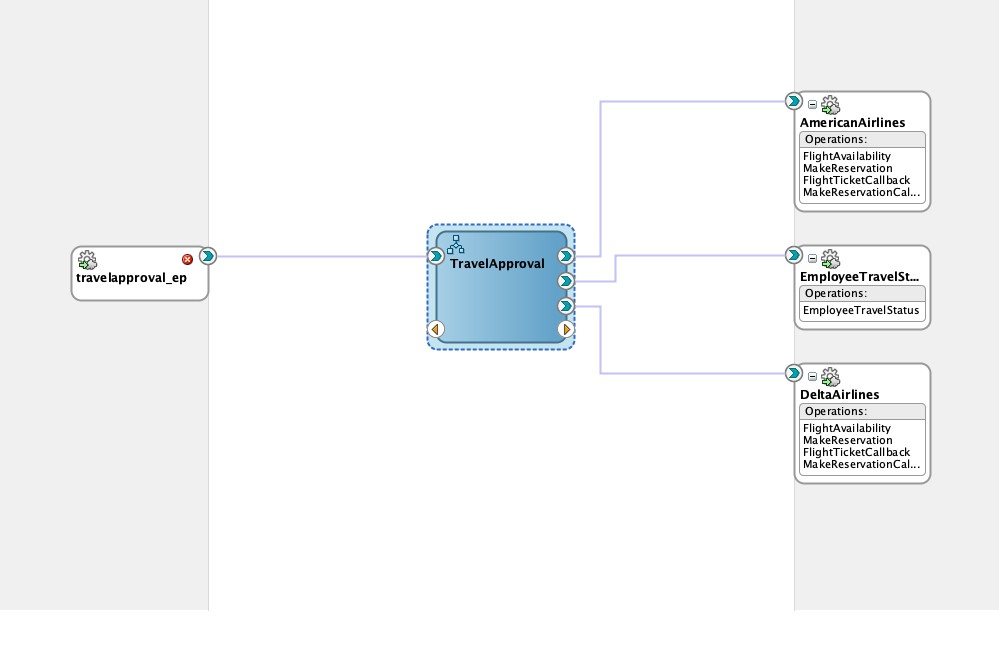 travelapproval_ep
TravelApproval
AmericanAirlines
Operations:
FlightAvailability
MakeReservation
FlightTicketCallback
MakeReservationCal...
EmployeeTravelSt...
Operations:
EmployeeTravelStatus
DeltaAirlines
Operations:
FlightAvailability
MakeReservation
FlightTicketCallback
MakeReservationCal...